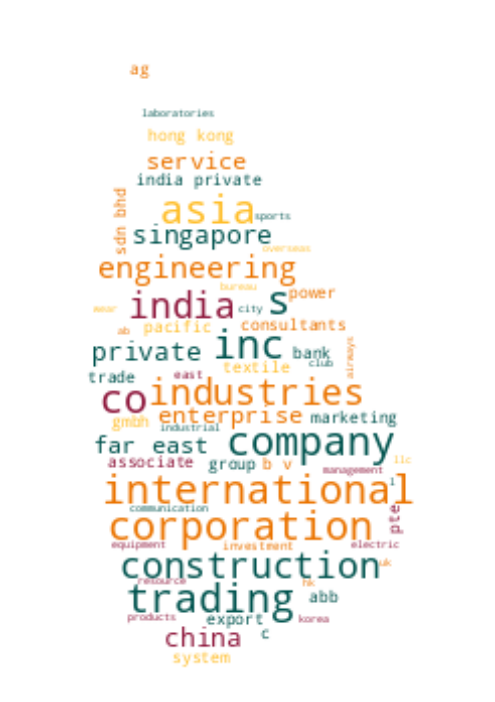 ag
laboratories
hong kong
service
india private
sdn bhd
asia
sports
singapore
overseas
engineering
bureau
power
india
s
wear
city
ab
pacific
consultants
private
inc
bank
airways
club
textile
trade
east
co
industries
gmbh
enterprise
marketing
industrial
far east
company
associate
group
b v
llc
management
international
l
communication
corporation
pte
equipment
investment
electric
construction
uk
resource
hk
trading
abb
products
export
korea
china
c
system